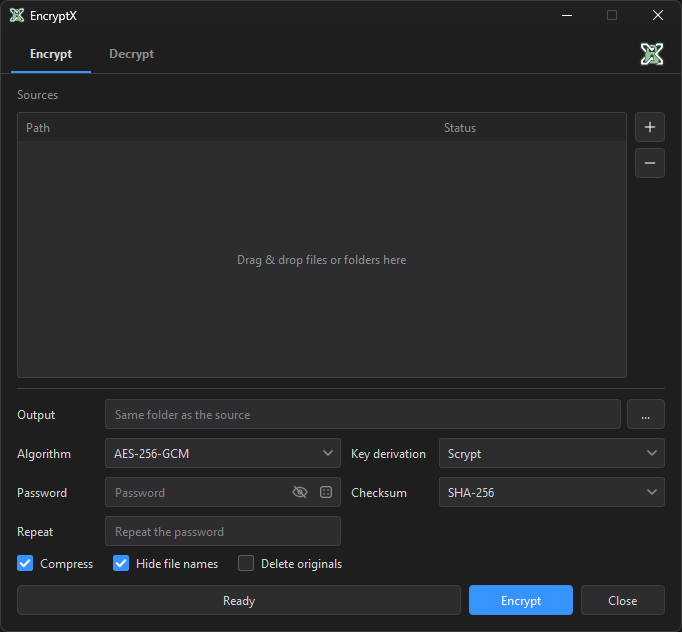 EncryptX
Encrypt Decrypt
Sources
Path Status
Drag & drop files or folders here
Output Same folder as the source ...
Algorithm AES-256-GCM Key derivation Scrypt
Password Password Checksum SHA-256
Repeat Repeat the password
Compress Hide file names Delete originals
Ready Encrypt Close